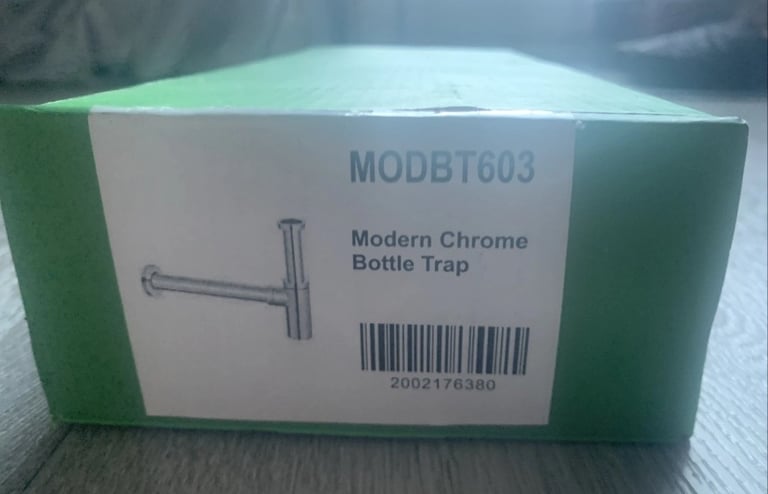 MODBT603
Modern Chrome
Bottle Trap
2002176380